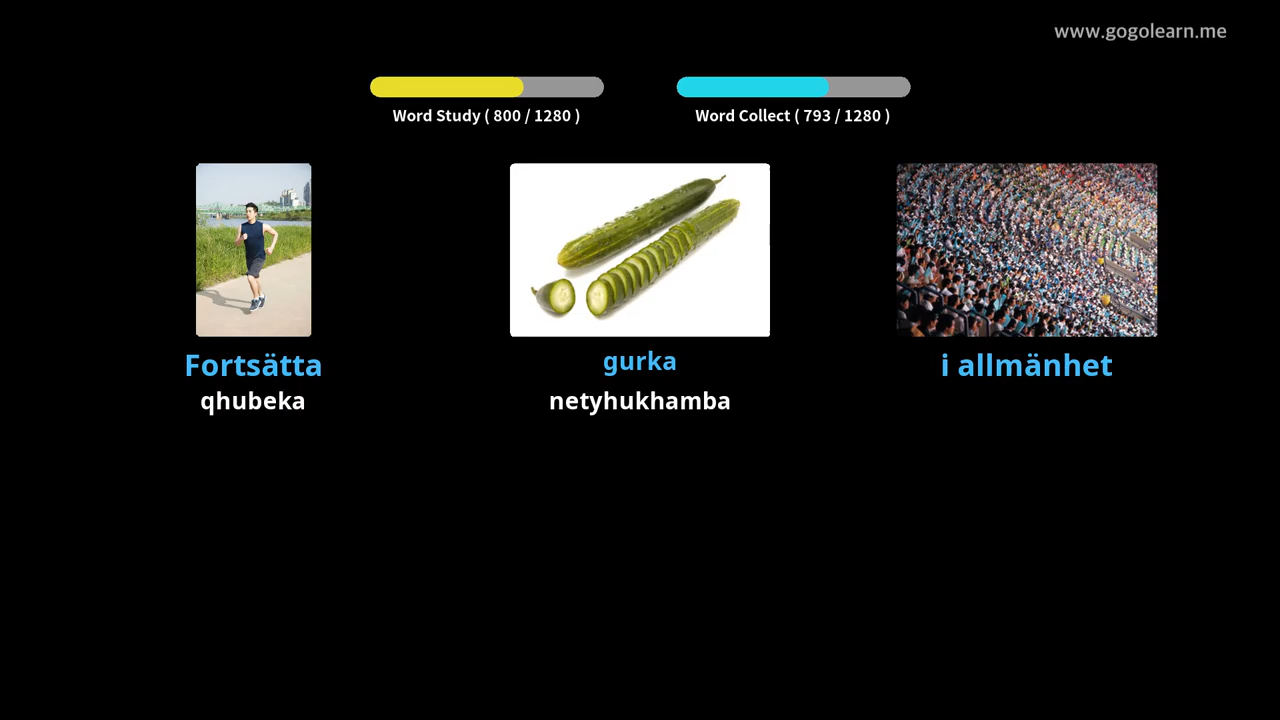 www.gogolearn.me
Word Study ( 800 / 1280 )
Word Collect ( 793 / 1280 )
Fortsätta
qhubeka
gurka
netyhukhamba
i allmänhet